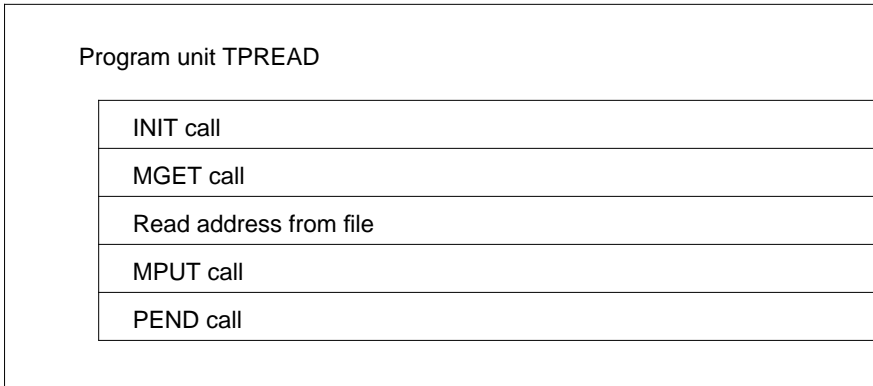 Program unit TPREAD
INIT call
MGET call
Read address from file
MPUT call
PEND call